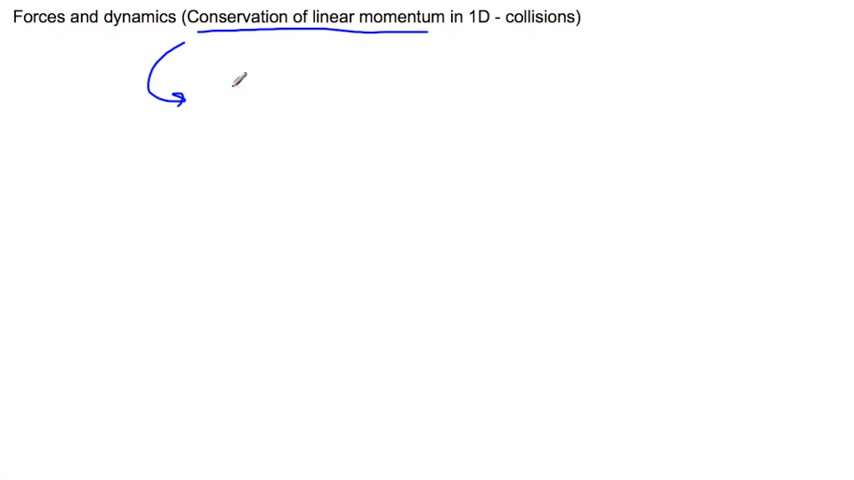 Forces and dynamics (Conservation of linear momentum in 1D - collisions)